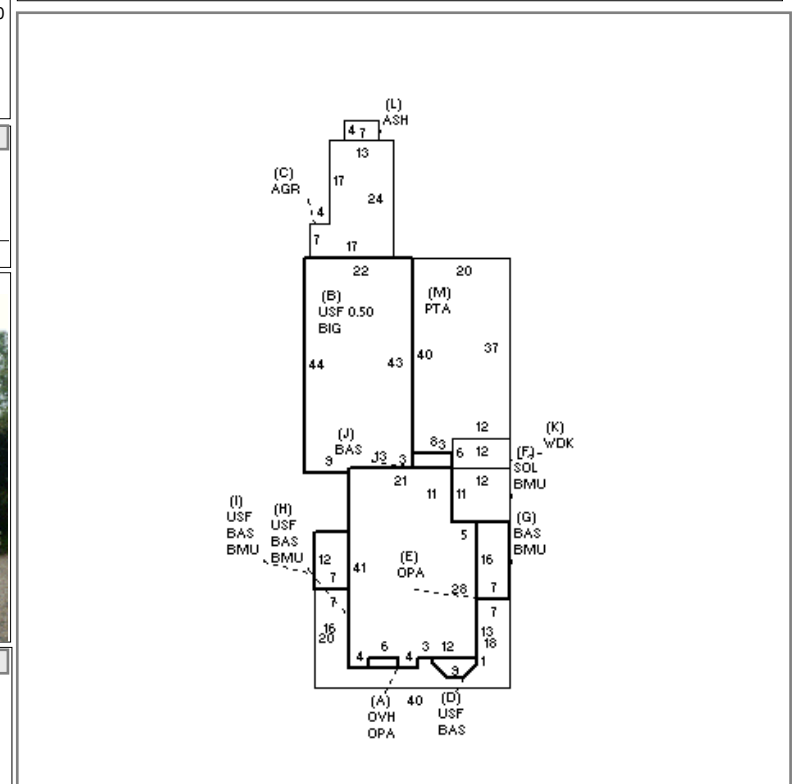 (L)
ASH
4 7
13
(C)
AGR
17
24
4
7
17
22
20
(B)
USF 0.50
BIG
(M)
PTA
37
40
44
43
12
(K)
WDK
(J)
BAS
8 3
6
12
(F)
SOL
BMU
9
13
3
21
12
11
11
(I)
USF
BAS
BMU
(H)
USF
BAS
BMU
(G)
BAS
BMU
5
(E)
OPA
12
7
41
16
28
7
7
7
16
20
13
18
6
3
12
4
4
1
9
(A)
OVH
OPA
40
(D)
USF
BAS